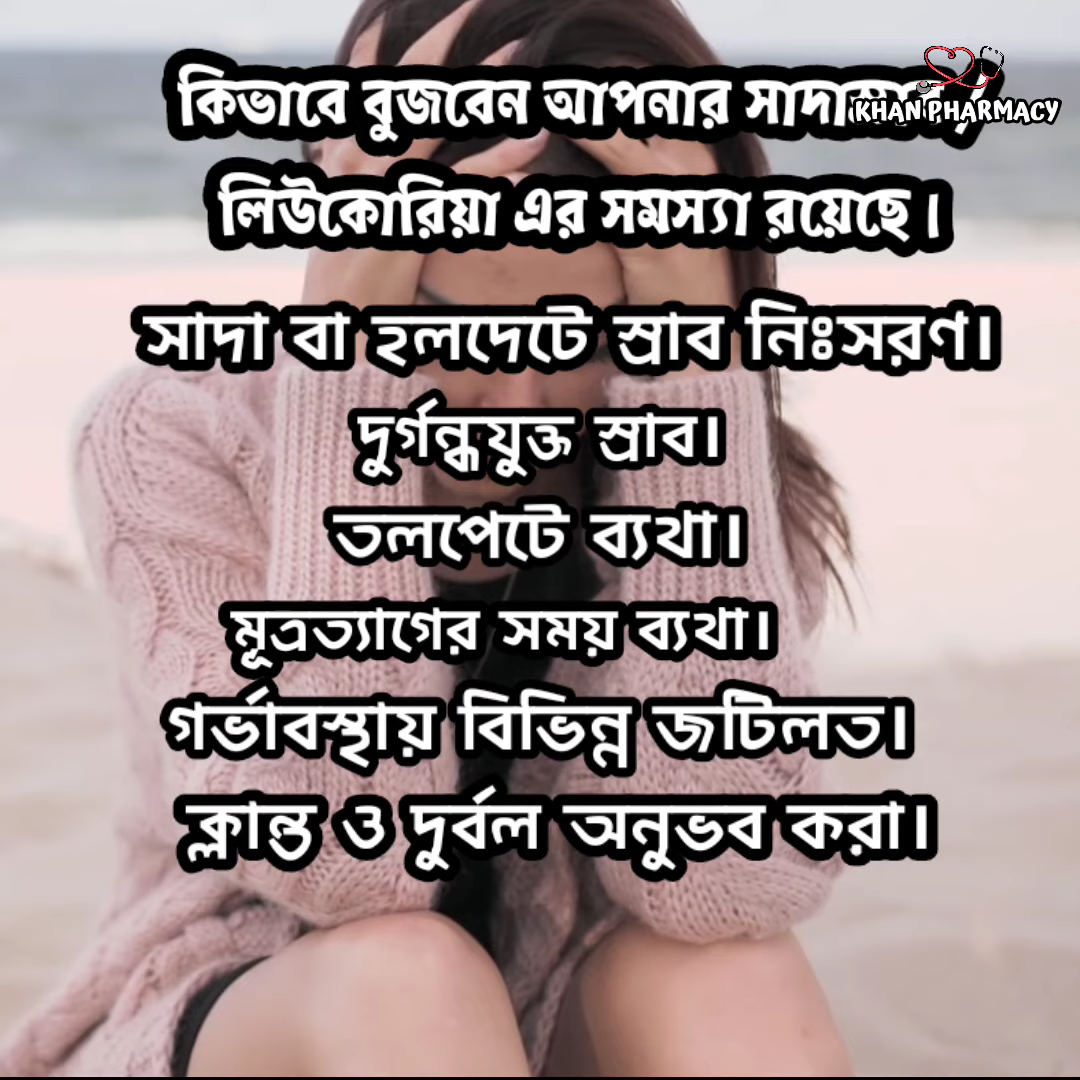 কিভাবে বুজবেন আপনার /
KHAN PHARMACY
লিউকোরিয়া এর সমস্যা রয়েছে।
সাদা বা হলদেটে স্রাব নিঃসরণ।
দুর্গন্ধযুক্ত স্রাব।
তলপেটে ব্যথা।
মূত্রত্যাগের সময় ব্যথা।
গর্ভাবস্থায় বিভিন্ন জটিলত।
ক্লান্ত ও দুর্বল অনুভব করা।